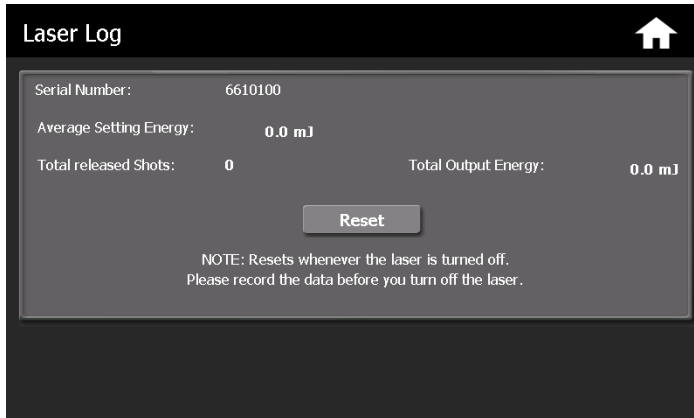 Laser Log
Serial Number: 6610100
Average Setting Energy: 0.0 mJ
Total released Shots: 0 Total Output Energy: 0.0 mJ
Reset
NOTE: Resets whenever the laser is turned off.
Please record the data before you turn off the laser.